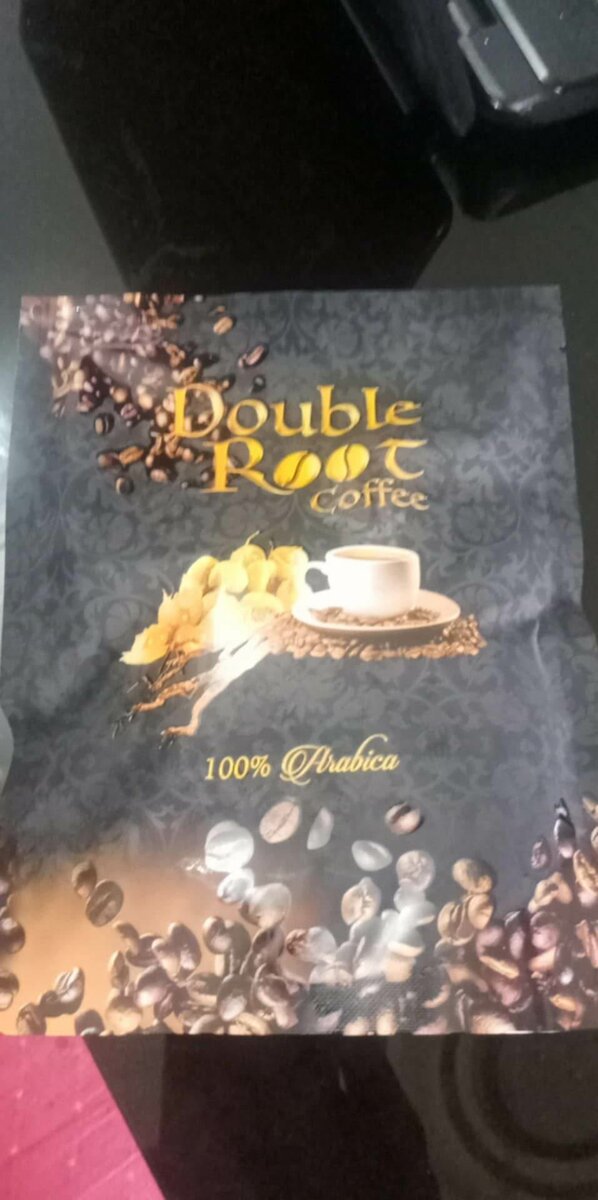 Double
Root
Coffee
100% Arabica